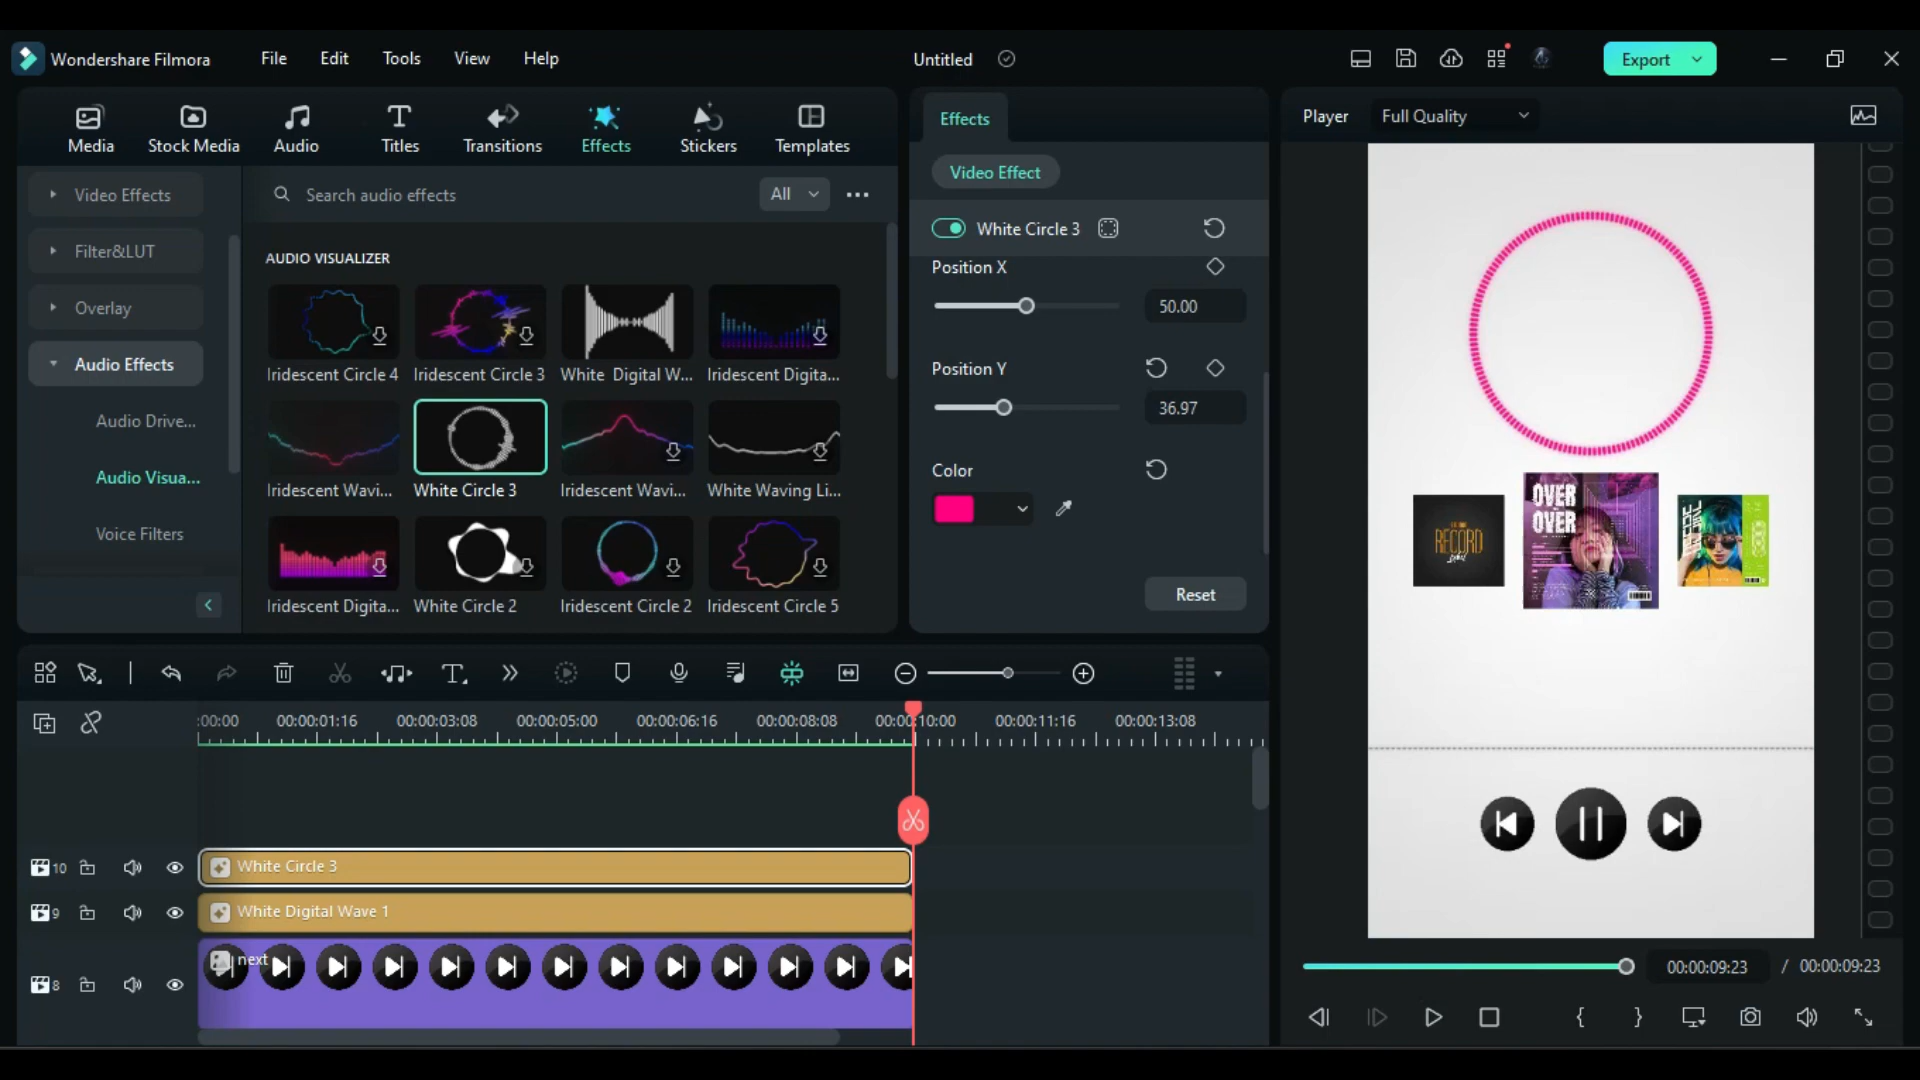 Wondershare Filmora
File
Edit
Tools
View
Help
Untitled
Export
Media
Stock Media
Audio
Titles
Transitions
Effects
Stickers
Templates
Video Effects
Filter&LUT
Overlay
Audio Effects
Audio Drive...
Audio Visua...
Voice Filters
Search audio effects
All
AUDIO VISUALIZER
Iridescent Circle 4
Iridescent Circle 3
White Digital W...
Iridescent Digita...
Iridescent Wavi...
White Circle 3
Iridescent Wavi...
White Waving Li...
Iridescent Digita...
White Circle 2
Iridescent Circle 2
Iridescent Circle 5
Effects
Video Effect
White Circle 3
Position X
50.00
Position Y
36.97
Color
Reset
Player
Full Quality
RECORD
OVER
OVER
00:00:09:23 / 00:00:09:23
:00:00
00:00:01:16
00:00:03:08
00:00:05:00
00:00:06:16
00:00:08:08
00:00:10:00
00:00:11:16
00:00:13:08
10
White Circle 3
9
White Digital Wave 1
8
next